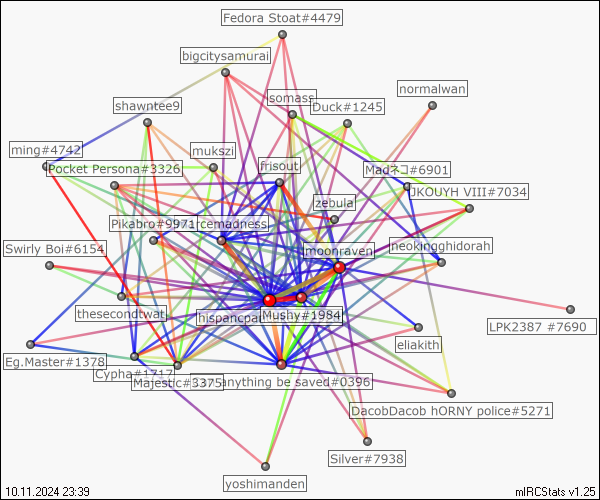 Fedora Stoat#4479
bigcitysamurai
normalwan
somass
shawntee9
Duck#1245
mukszi
ming#4742
frisout
Pocket Persona#3326
Madネコ#6901
JKOUYH VIII#7034
zebula
Pikabro#9971
rcemadness
Swirly Boi#6154
moonraven
neokingghidorah
thesecondtwat
hispancpa
Mushy#1984
LPK2387 #7690
eliakith
Eg.Master#1378
Cypha#1717
Majestic#3375
anything be saved#0396
DacobDacob hORNY police#5271
Silver#7938
yoshimanden
10.11.2024 23:39
mIRCStats v1.25